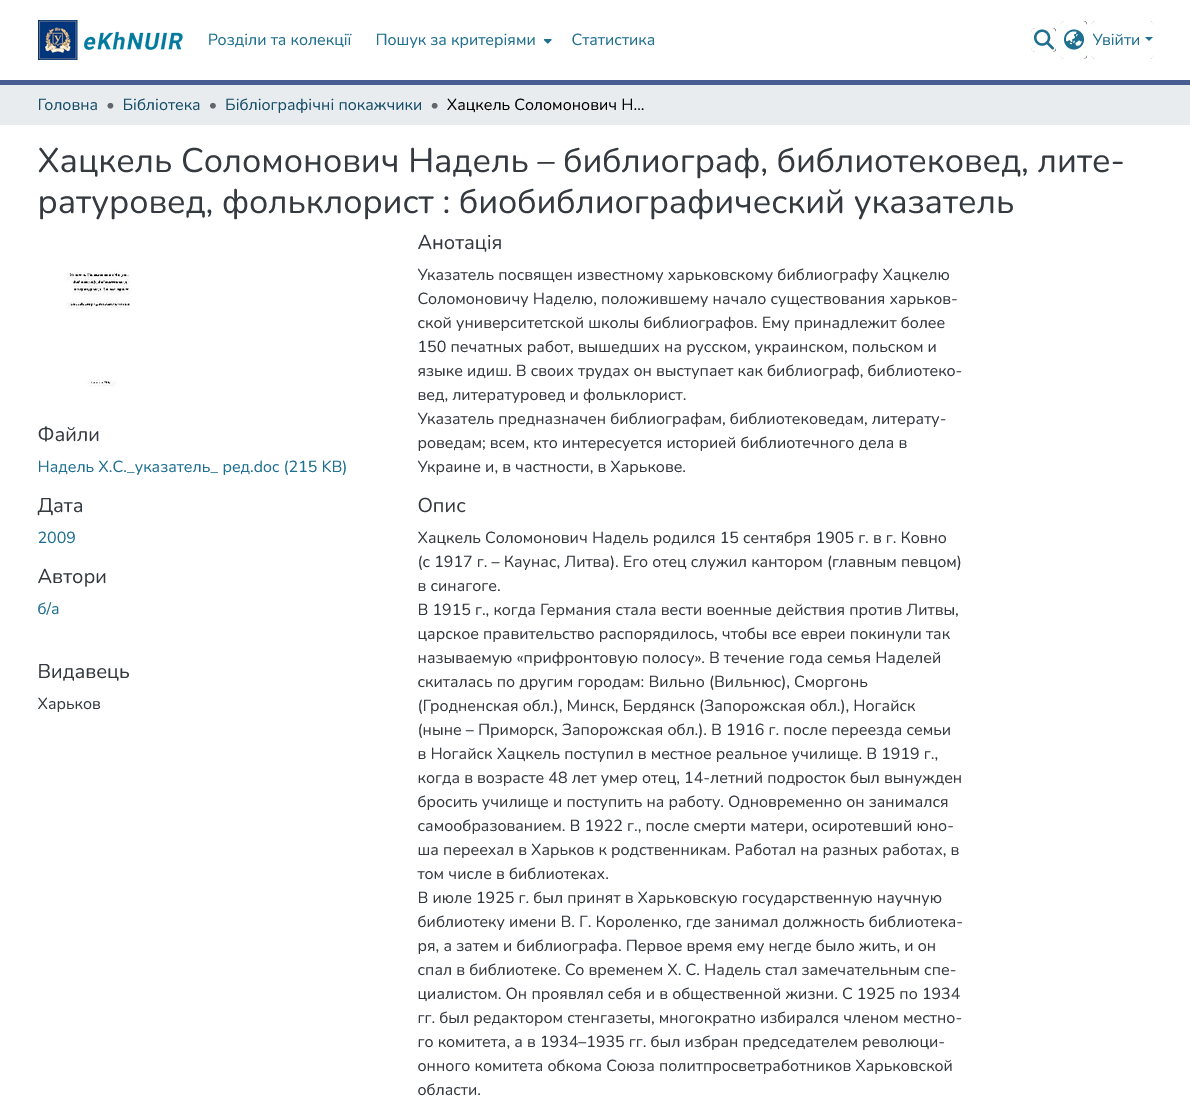 eKhNUIR Розділи та колекції Пошук за критеріями Статистика Увійти
Головна • Бібліотека • Бібліографічні покажчики • Хацкель Соломонович Н...
Хацкель Соломонович Надель – библиограф, библиотековед, лите-
ратуровед, фольклорист : биобиблиографический указатель
Файли
Надель Х.С._указатель_ ред.doc (215 KB)
Дата
2009
Автори
б/а
Видавець
Харьков
Анотація
Указатель посвящен известному харьковскому библиографу Хацкелю
Соломоновичу Наделю, положившему начало существования харьков-
ской университетской школы библиографов. Ему принадлежит более
150 печатных работ, вышедших на русском, украинском, польском и
языке идиш. В своих трудах он выступает как библиограф, библиотеко-
вед, литературовед и фольклорист.
Указатель предназначен библиографам, библиотековедам, литерату-
роведам; всем, кто интересуется историей библиотечного дела в
Украине и, в частности, в Харькове.
Опис
Хацкель Соломонович Надель родился 15 сентября 1905 г. в г. Ковно
(с 1917 г. – Каунас, Литва). Его отец служил кантором (главным певцом)
в синагоге.
В 1915 г., когда Германия стала вести военные действия против Литвы,
царское правительство распорядилось, чтобы все евреи покинули так
называемую «прифронтовую полосу». В течение года семья Наделей
скиталась по другим городам: Вильно (Вильнюс), Сморгонь
(Гродненская обл.), Минск, Бердянск (Запорожская обл.), Ногайск
(ныне – Приморск, Запорожская обл.). В 1916 г. после переезда семьи
в Ногайск Хацкель поступил в местное реальное училище. В 1919 г.,
когда в возрасте 48 лет умер отец, 14-летний подросток был вынужден
бросить училище и поступить на работу. Одновременно он занимался
самообразованием. В 1922 г., после смерти матери, осиротевший юно-
ша переехал в Харьков к родственникам. Работал на разных работах, в
том числе в библиотеках.
В июле 1925 г. был принят в Харьковскую государственную научную
библиотеку имени В. Г. Короленко, где занимал должность библиотека-
ря, а затем и библиографа. Первое время ему негде было жить, и он
спал в библиотеке. Со временем Х. С. Надель стал замечательным спе-
циалистом. Он проявлял себя и в общественной жизни. С 1925 по 1934
гг. был редактором стенгазеты, многократно избирался членом местно-
го комитета, а в 1934–1935 гг. был избран председателем революци-
онного комитета обкома Союза политпросветработников Харьковской
области.